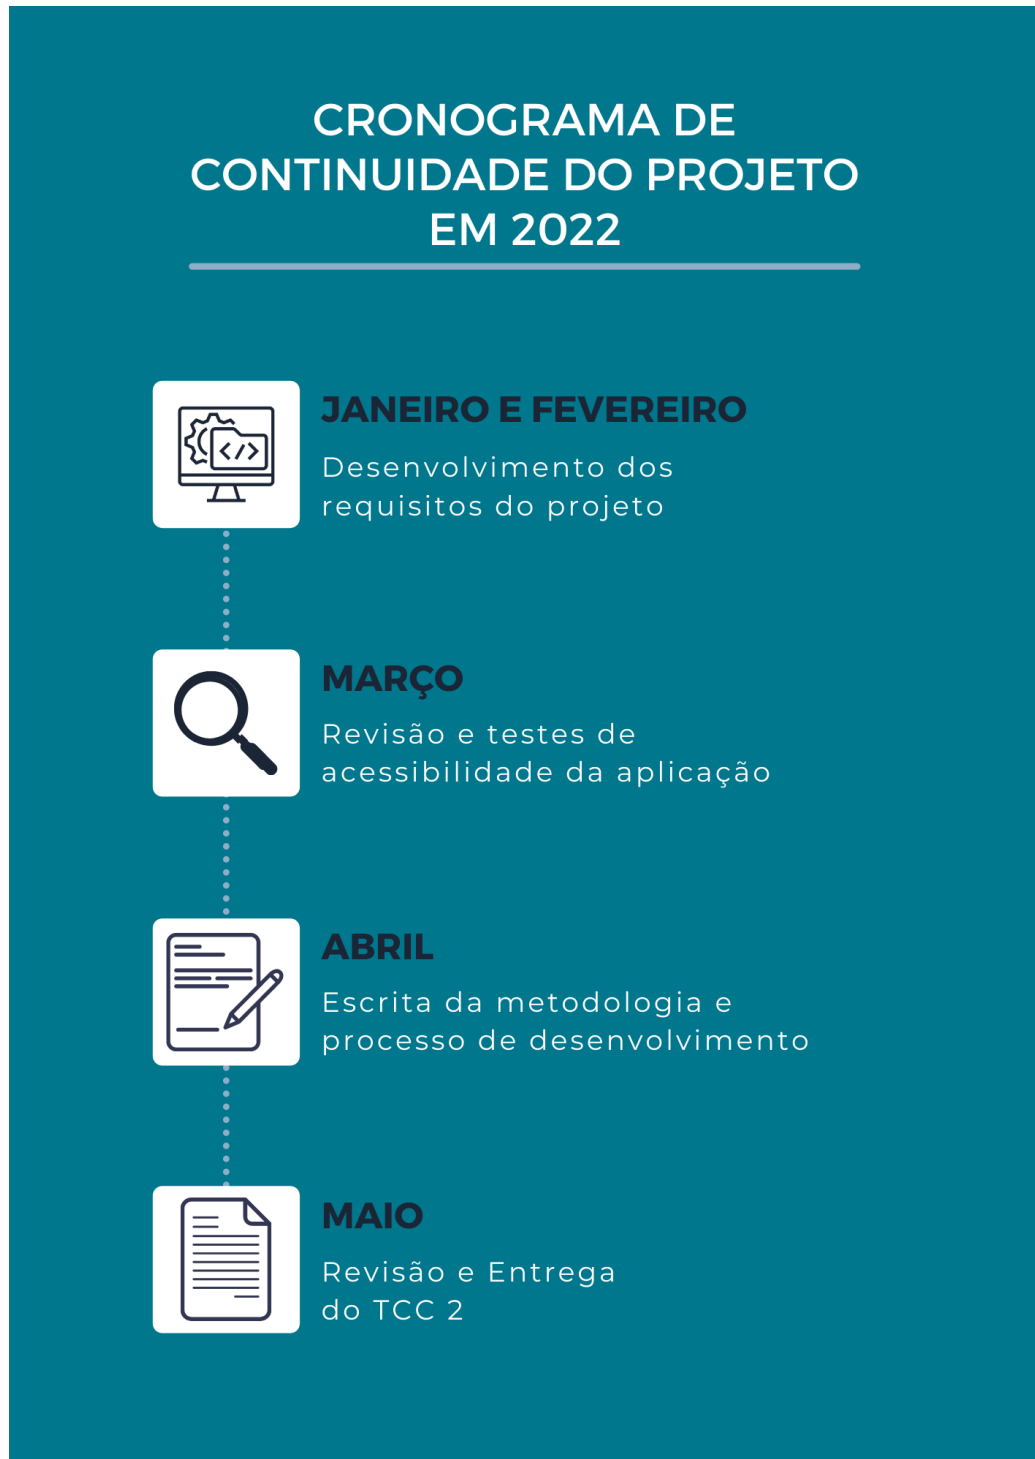 CRONOGRAMA DE
CONTINUIDADE DO PROJETO
EM 2022
JANEIRO E FEVEREIRO
Desenvolvimento dos
requisitos do projeto
MARÇO
Revisão e testes de
acessibilidade da aplicação
ABRIL
Escrita da metodologia e
processo de desenvolvimento
MAIO
Revisão e Entrega
do TCC 2